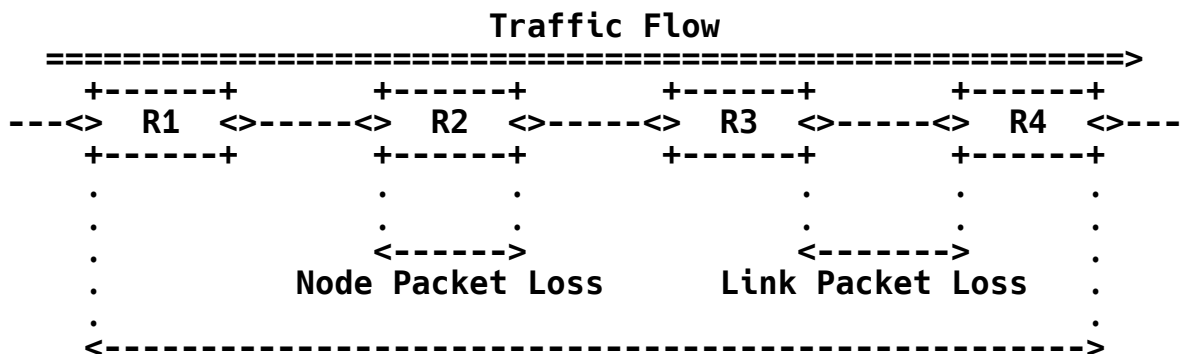 Traffic Flow
=========================================================>
+------+ +------+ +------+ +------+
---<> R1 <>-----<> R2 <>-----<> R3 <>-----<> R4 <>---
+------+ +------+ +------+ +------+
. . . . . .
. . . . . .
. <------> <-------> .
. Node Packet Loss Link Packet Loss .
. .
<---------------------------------------------------->